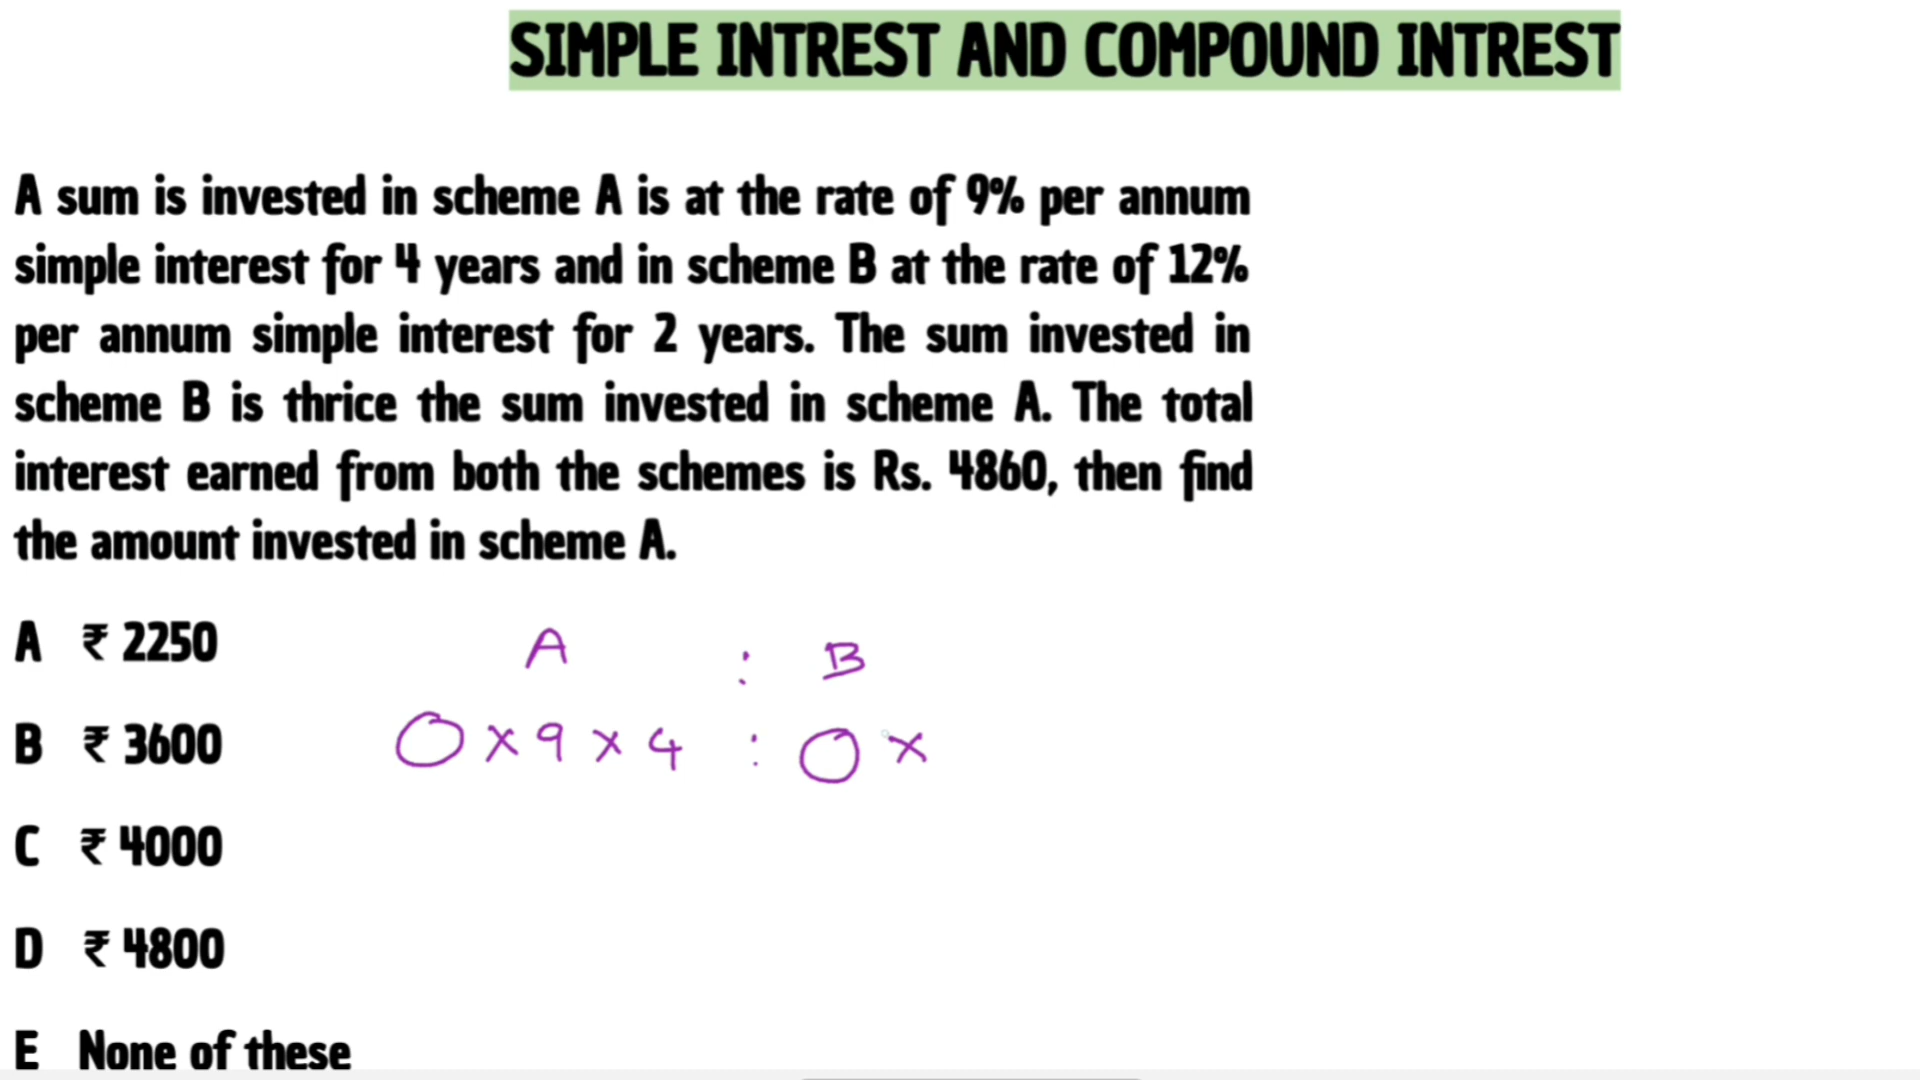 SIMPLE INTREST AND COMPOUND INTREST
A sum is invested in scheme A is at the rate of 9% per annum
simple interest for 4 years and in scheme B at the rate of 12%
per annum simple interest for 2 years. The sum invested in
scheme B is thrice the sum invested in scheme A. The total
interest earned from both the schemes is Rs. 4860, then find
the amount invested in scheme A.
A ₹ 2250
A : B
B ₹ 3600
O × 9 × 4 : O ×
C ₹ 4000
D ₹ 4800
E None of these